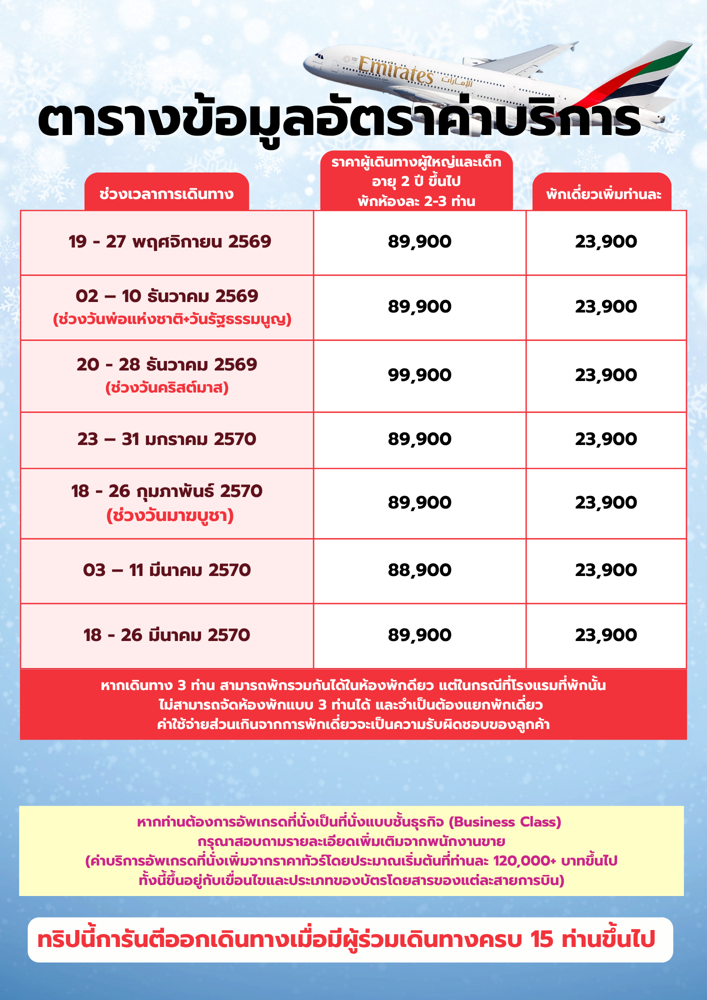 Emirates
الإمارات
www.emirates.com
ตารางข้อมูลอัตราค่าบริการ
ช่วงเวลาการเดินทาง
ราคาผู้เดินทางผู้ใหญ่และเด็ก
อายุ 2 ปี ขึ้นไป
พักห้องละ 2-3 ท่าน
พักเดี่ยวเพิ่มท่านละ
19 - 27 พฤศจิกายน 2569
89,900
23,900
02 – 10 ธันวาคม 2569
(ช่วงวันพ่อแห่งชาติ+วันรัฐธรรมนูญ)
89,900
23,900
20 - 28 ธันวาคม 2569
(ช่วงวันคริสต์มาส)
99,900
23,900
23 – 31 มกราคม 2570
89,900
23,900
18 - 26 กุมภาพันธ์ 2570
(ช่วงวันมาฆบูชา)
89,900
23,900
03 – 11 มีนาคม 2570
88,900
23,900
18 - 26 มีนาคม 2570
89,900
23,900
หากเดินทาง 3 ท่าน สามารถพักรวมกันได้ในห้องพักดียว แต่ในกรณีที่โรงแรมที่พักนั้น
ไม่สามารถจัดห้องพักแบบ 3 ท่านได้ และจำเป็นต้องแยกพักเดี่ยว
ค่าใช้จ่ายส่วนเกินจากการพักเดี่ยวจะเป็นความรับผิดชอบของลูกค้า
หากท่านต้องการอัพเกรดที่นั่งเป็นที่นั่งแบบชั้นธุรกิจ (Business Class)
กรุณาสอบถามรายละเอียดเพิ่มเติมจากพนักงานขาย
(ค่าบริการอัพเกรดที่นั่งเพิ่มจากราคาทัวร์โดยประมาณเริ่มต้นที่ท่านละ 120,000+ บาทขึ้นไป
ทั้งนี้ขึ้นอยู่กับเงื่อนไขและประเภทของบัตรโดยสารของแต่ละสายการบิน)
ทริปนี้การันตีออกเดินทางเมื่อมีผู้ร่วมเดินทางครบ 15 ท่านขึ้นไป